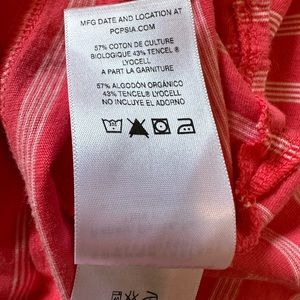 MFG DATE AND LOCATION AT
PCPSIA.COM
57% COTON DE CULTURE
BIOLOGIQUE 43% TENCEL®
LYOCELL
A PART LA GARNITURE
57% ALGODÓN ORGÁNICO
43% TENCEL® LYOCELL
NO INCLUYE EL ADORNO